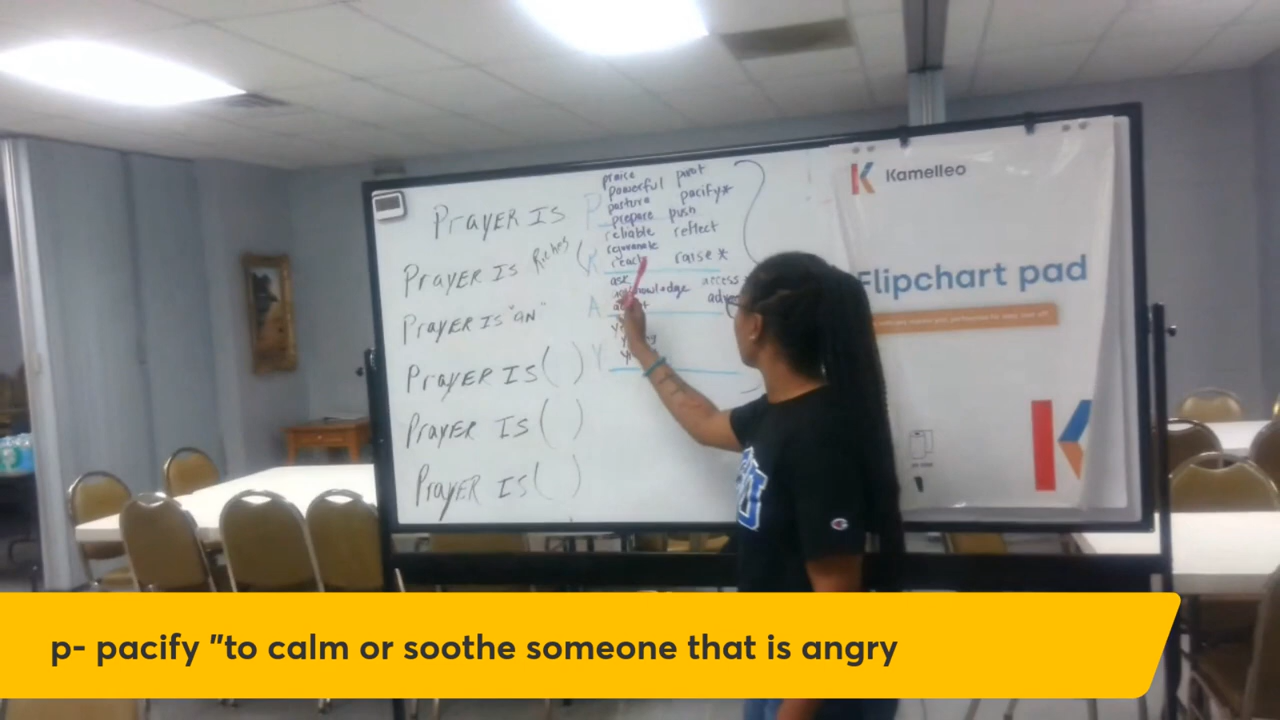 PRAYER IS P
praise pivot
powerful pacify*
posture
prepare push
reliable reflect
PRAYER IS Riches ( R
rejuvenate
reach raise *
ask access
acknowledge
PRAYER IS "an" A
PRAYER IS ( ) Y
PRAYER IS ( )
PRAYER IS ( )
K Kamelleo
Flipchart pad
K
p- pacify "to calm or soothe someone that is angry